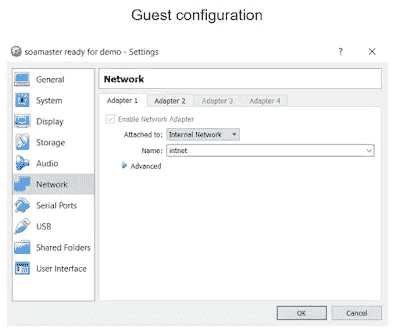 Guest configuration
soamaster ready for demo - Settings
?
General
System
Display
Storage
Audio
Network
Serial Ports
USB
Shared Folders
User Interface
Network
Adapter 1 Adapter 2 Adapter 3 Adapter 4
Enable Network Adapter
Attached to: Internal Network
Name: intnet
Advanced
OK Cancel